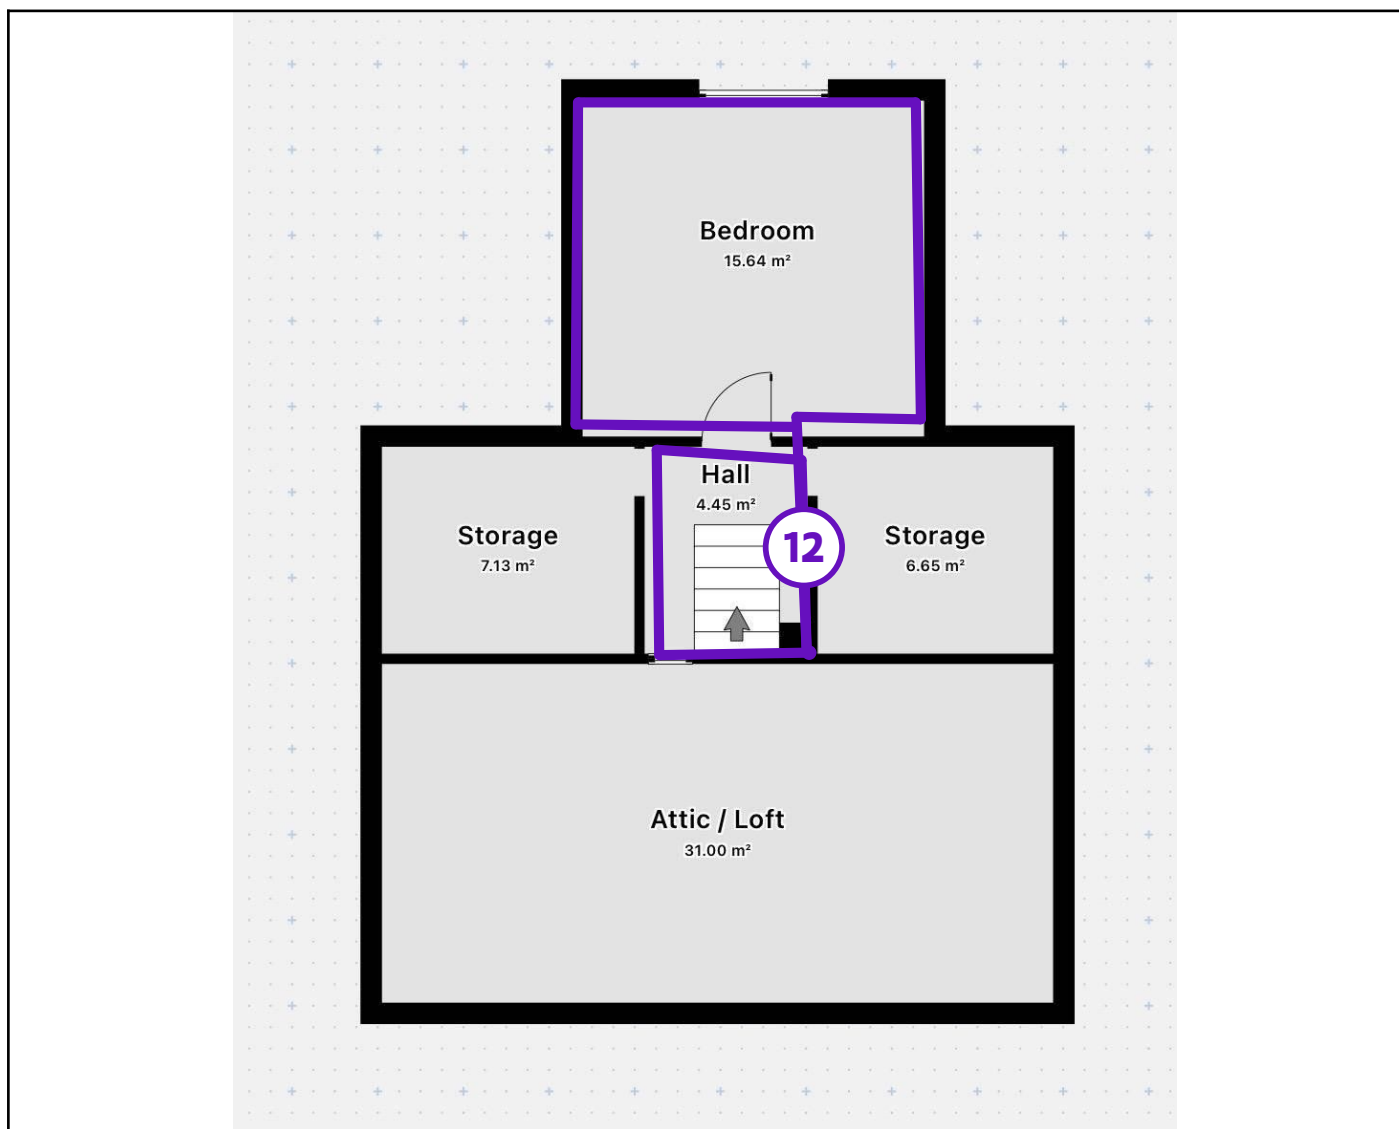 Bedroom
15.64 m²
Hall
4.45 m²
Storage
7.13 m²
12
Storage
6.65 m²
Attic / Loft
31.00 m²